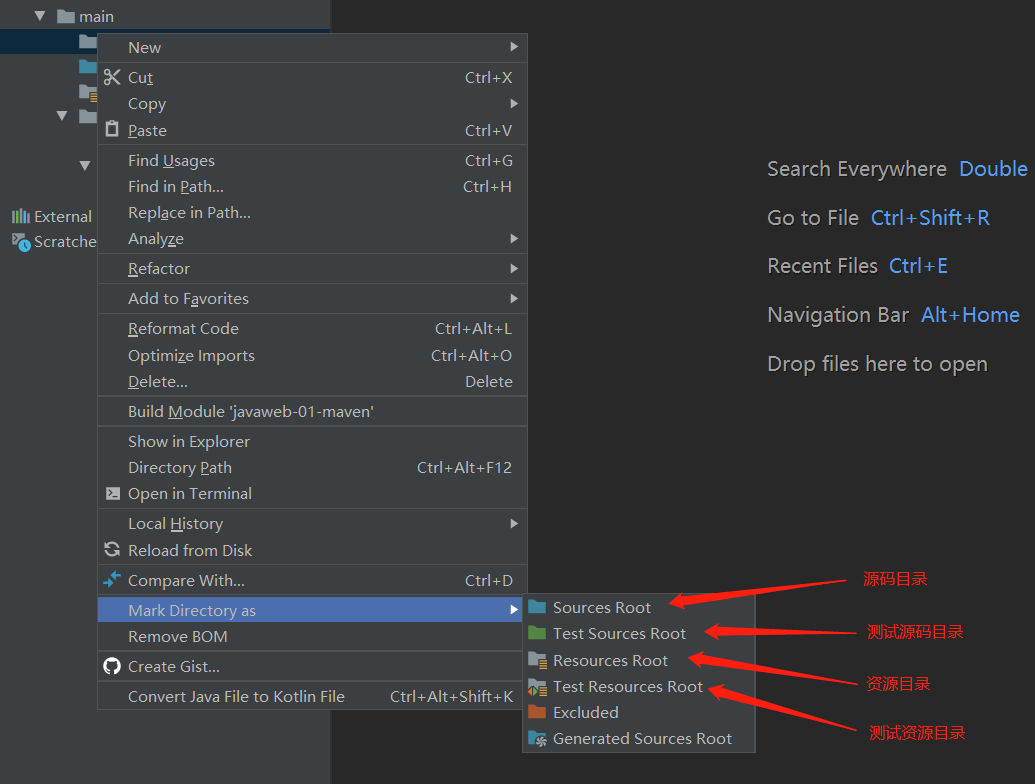 main
New
Cut Ctrl+X
Copy
Paste Ctrl+V
Find Usages Ctrl+G
Find in Path... Ctrl+H
Replace in Path...
Analyze
Refactor
Add to Favorites
Reformat Code Ctrl+Alt+L
Optimize Imports Ctrl+Alt+O
Delete... Delete
Build Module 'javaweb-01-maven'
Show in Explorer
Directory Path Ctrl+Alt+F12
Open in Terminal
Local History
Reload from Disk
Compare With... Ctrl+D
Mark Directory as
Remove BOM
Create Gist...
Convert Java File to Kotlin File Ctrl+Alt+Shift+K
External
Scratche
Sources Root
Test Sources Root
Resources Root
Test Resources Root
Excluded
Generated Sources Root
源码目录
测试源码目录
资源目录
测试资源目录
Search Everywhere Double
Go to File Ctrl+Shift+R
Recent Files Ctrl+E
Navigation Bar Alt+Home
Drop files here to open